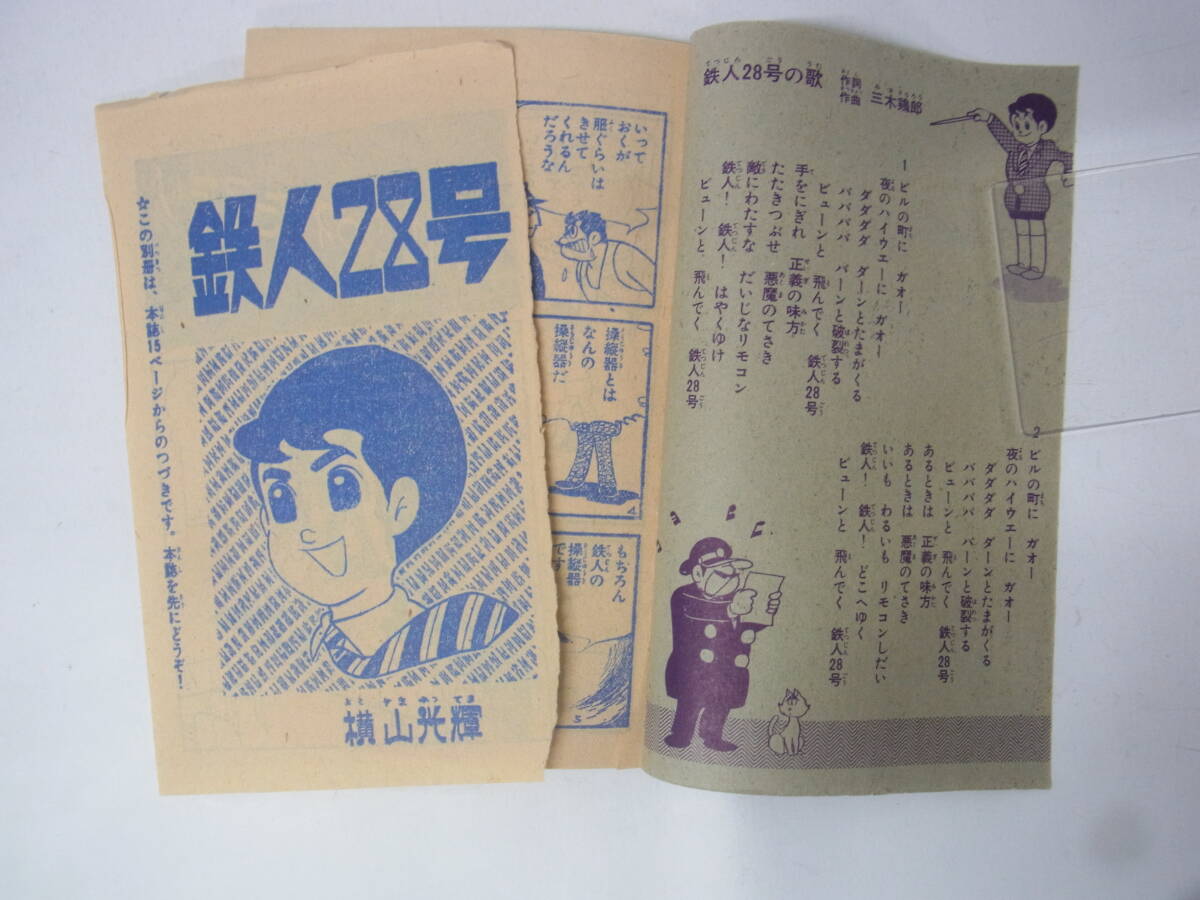 鉄人28号
☆この別冊は、本誌15ページからのつづきです。本誌を先にどうぞ!
横山光輝
いって
おくが
服ぐらいは
きせて
くれるん
だろうな
操縦器とは
なんの
操縦器だ
4
もちろん
鉄人の
操縦器
です
5
鉄人28号の歌
作詞
作曲
三木鶏郎
1 ビルの町に ガオー
夜のハイウエーに ガオー
ダダダダ ダーンとたまがくる
ババババ バーンと破裂する
ビューンと 飛んでく 鉄人28号
手をにぎれ 正義の味方
たたきつぶせ 悪魔のてさき
敵にわたすな だいじなリモコン
鉄人! 鉄人! はやくゆけ
ビューンと 飛んでく 鉄人28号
2 ビルの町に ガオー
夜のハイウエーに ガオー
ダダダダ ダーンとたまがくる
ババババ バーンと破裂する
ビューンと 飛んでく 鉄人28号
あるときは 正義の味方
あるときは 悪魔のてさき
いいも わるいも リモコンしだい
鉄人! 鉄人! どこへゆく
ビューンと 飛んでく 鉄人28号